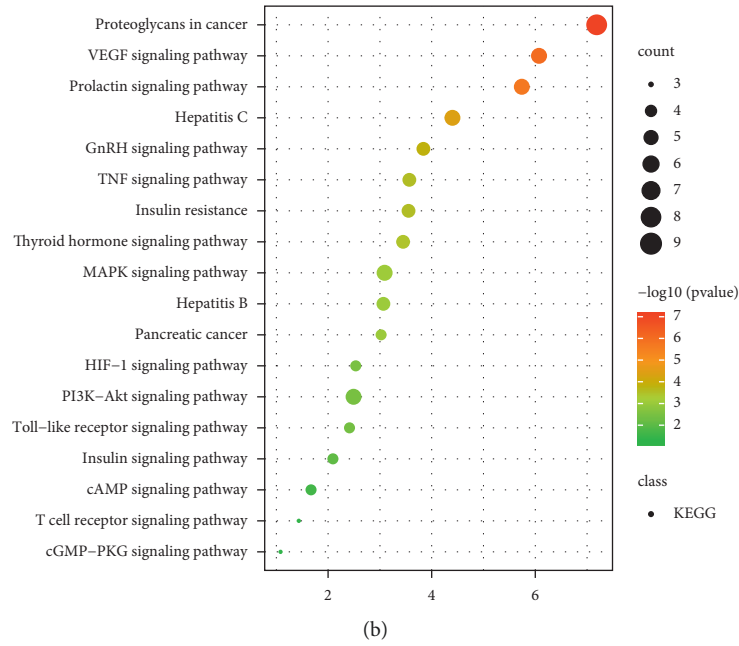 Proteoglycans in cancer
VEGF signaling pathway
Prolactin signaling pathway
Hepatitis C
GnRH signaling pathway
TNF signaling pathway
Insulin resistance
Thyroid hormone signaling pathway
MAPK signaling pathway
Hepatitis B
Pancreatic cancer
HIF−1 signaling pathway
PI3K−Akt signaling pathway
Toll−like receptor signaling pathway
Insulin signaling pathway
cAMP signaling pathway
T cell receptor signaling pathway
cGMP−PKG signaling pathway
2 4 6
count
3
4
5
6
7
8
9
−log10 (pvalue)
7
6
5
4
3
2
class
KEGG
(b)